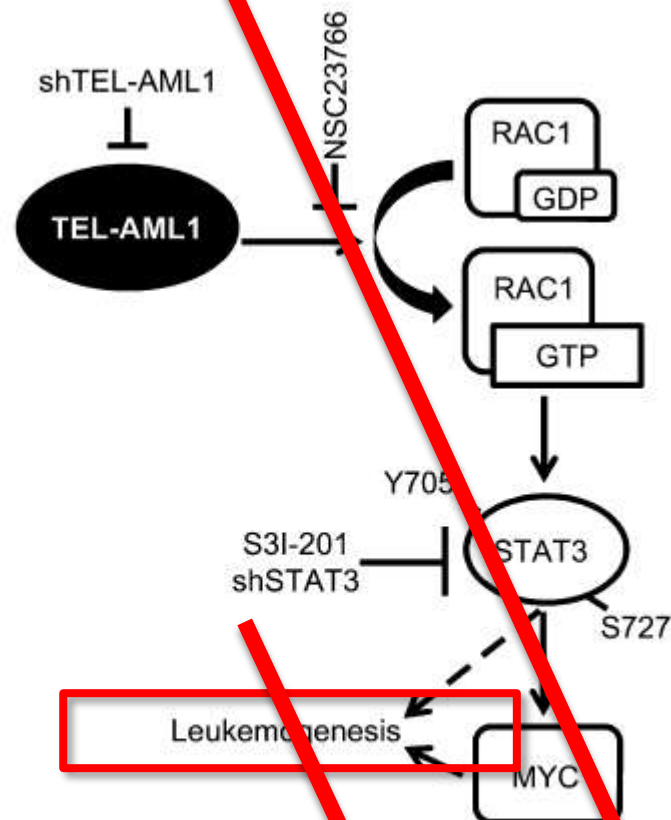 shTEL-AML1
NSC23766
TEL-AML1
RAC1
GDP
RAC1
GTP
Y705
STAT3
S3I-201
shSTAT3
S727
Leukemogenesis
MYC